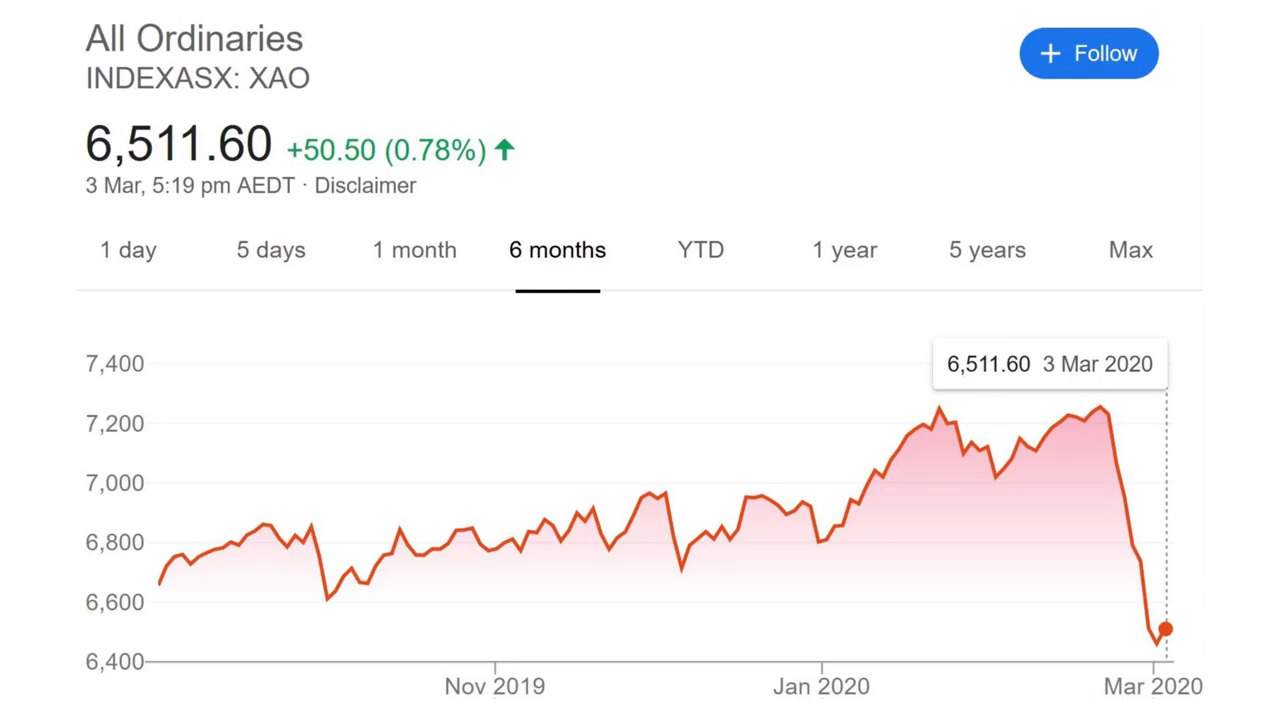 All Ordinaries
INDEXASX: XAO
+ Follow
6,511.60 +50.50 (0.78%) ↑
3 Mar, 5:19 pm AEDT · Disclaimer
1 day 5 days 1 month 6 months YTD 1 year 5 years Max
6,511.60 3 Mar 2020
7,400
7,200
7,000
6,800
6,600
6,400
Nov 2019 Jan 2020 Mar 2020